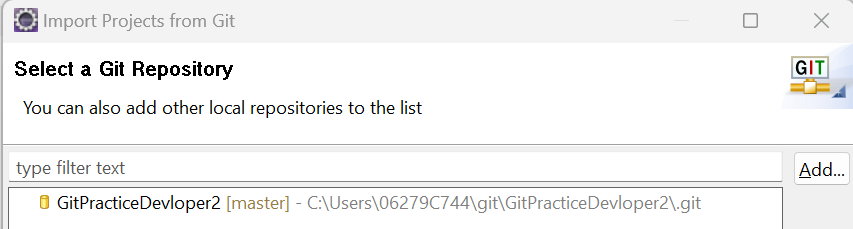 Import Projects from Git
Select a Git Repository
GIT
You can also add other local repositories to the list
type filter text
Add...
GitPracticeDevloper2 [master] - C:\Users\06279C744\git\GitPracticeDevloper2\.git